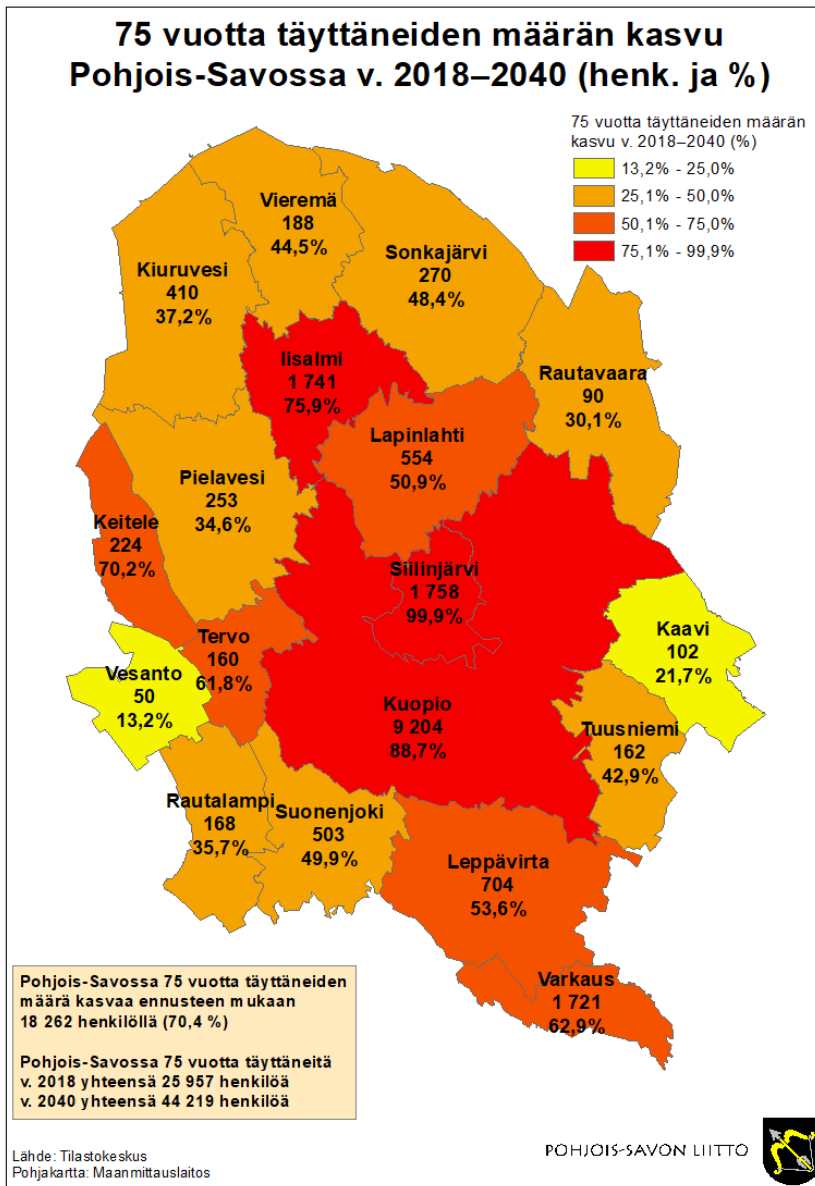 75 vuotta täyttäneiden määrän kasvu
Pohjois-Savossa v. 2018–2040 (henk. ja %)
75 vuotta täyttäneiden määrän
kasvu v. 2018–2040 (%)
13,2% - 25,0%
25,1% - 50,0%
50,1% - 75,0%
75,1% - 99,9%
Vieremä
188
44,5%
Sonkajärvi
270
48,4%
Kiuruvesi
410
37,2%
Iisalmi
1 741
75,9%
Rautavaara
90
30,1%
Lapinlahti
554
50,9%
Pielavesi
253
34,6%
Keitele
224
70,2%
Siilinjärvi
1 758
99,9%
Kaavi
102
21,7%
Tervo
160
61,8%
Vesanto
50
13,2%
Kuopio
9 204
88,7%
Tuusniemi
162
42,9%
Rautalampi
168
35,7%
Suonenjoki
503
49,9%
Leppävirta
704
53,6%
Varkaus
1 721
62,9%
Pohjois-Savossa 75 vuotta täyttäneiden
määrä kasvaa ennusteen mukaan
18 262 henkilöllä (70,4 %)
Pohjois-Savossa 75 vuotta täyttäneitä
v. 2018 yhteensä 25 957 henkilöä
v. 2040 yhteensä 44 219 henkilöä
Lähde: Tilastokeskus
Pohjakartta: Maanmittauslaitos
POHJOIS-SAVON LIITTO